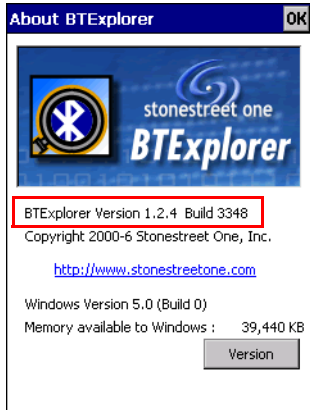 About BTExplorer OK
stonestreet one
BTExplorer
BTExplorer Version 1.2.4 Build 3348
Copyright 2000-6 Stonestreet One, Inc.
http://www.stonestreetone.com
Windows Version 5.0 (Build 0)
Memory available to Windows : 39,440 KB
Version